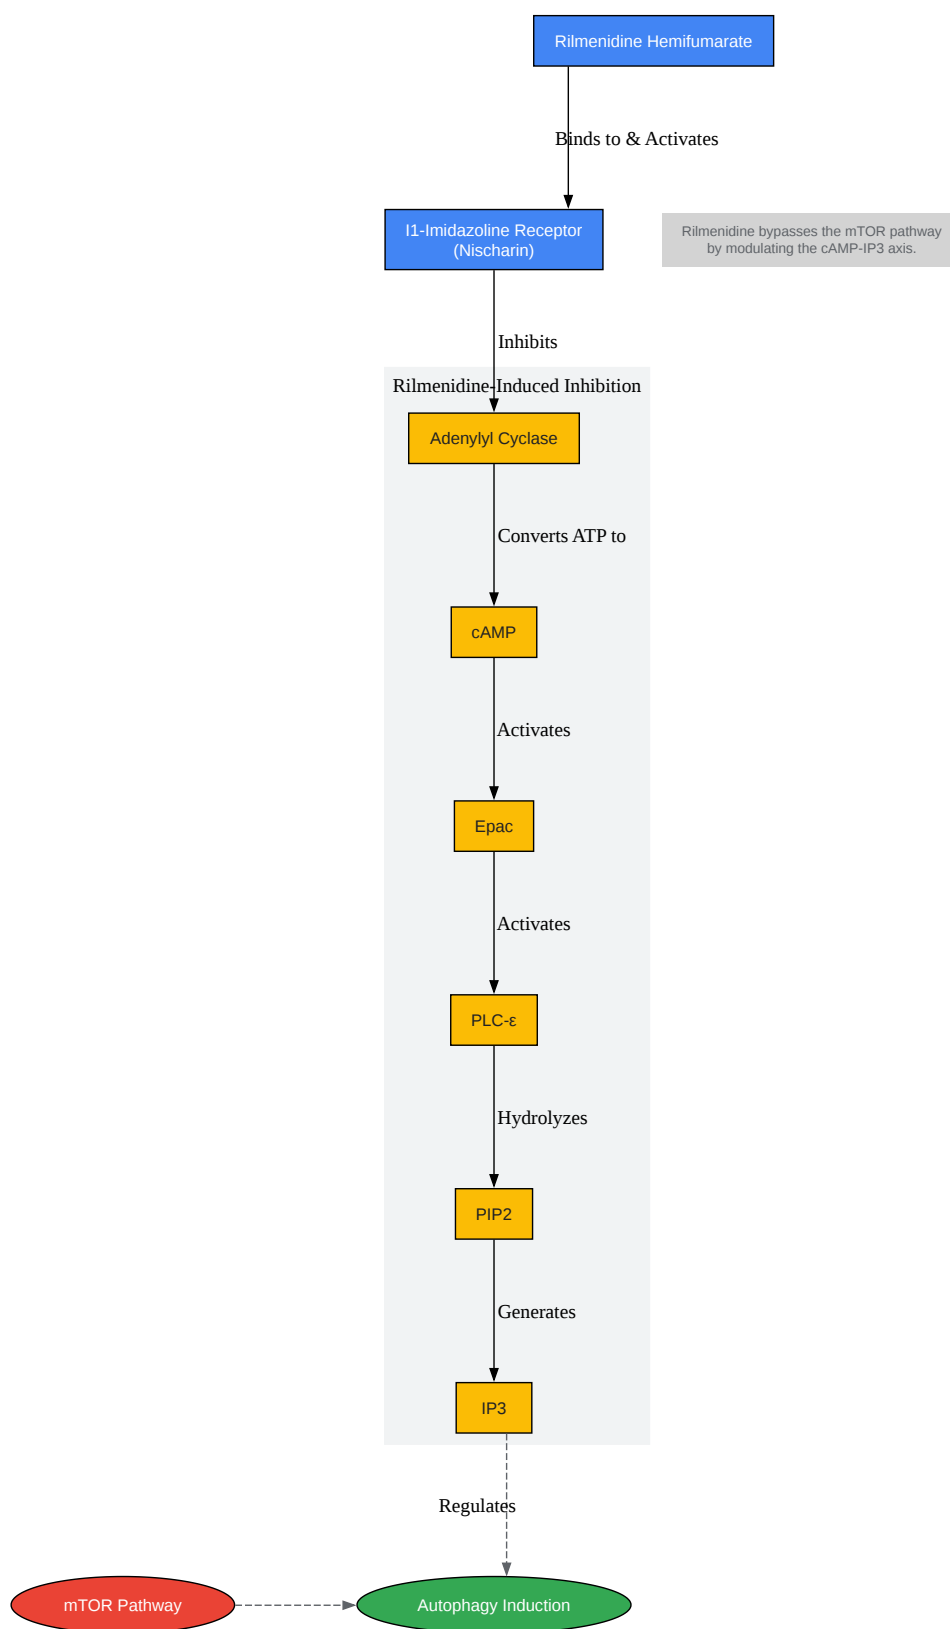 Rilmenidine Hemifumarate
Binds to & Activates
I1-Imidazoline Receptor
(Nischarin)
Rilmenidine bypasses the mTOR pathway
by modulating the cAMP-IP3 axis.
Inhibits
Rilmenidine-Induced Inhibition
Adenylyl Cyclase
Converts ATP to
cAMP
Activates
Epac
Activates
PLC-ε
Hydrolyzes
PIP2
Generates
IP3
Regulates
mTOR Pathway
Autophagy Induction